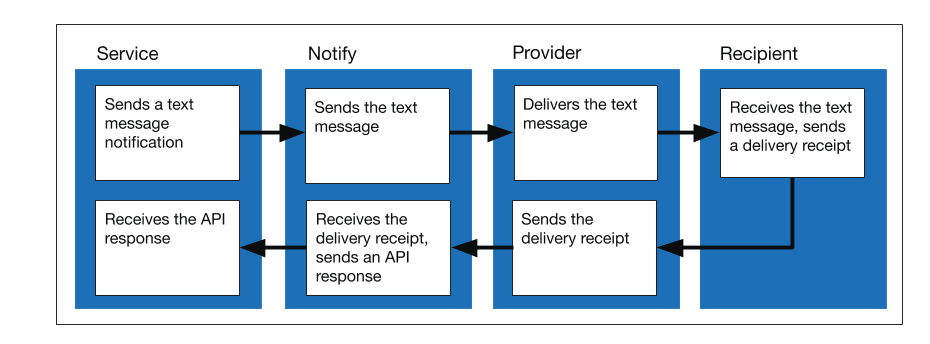 Service
Notify
Provider
Recipient
Sends a text
message
notification
Sends the text
message
Delivers the text
message
Receives the text
message, sends
a delivery receipt
Receives the API
response
Receives the
delivery receipt,
sends an API
response
Sends the
delivery receipt